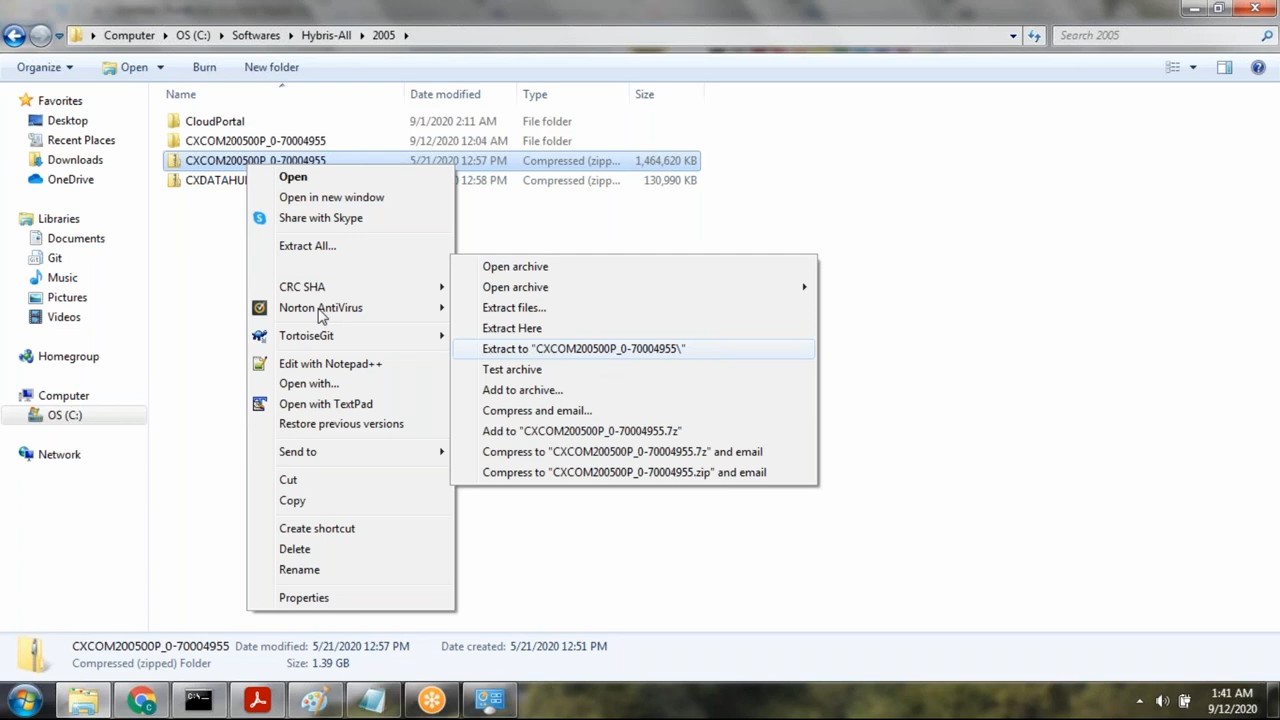 Computer OS (C:) Softwares Hybris-All 2005 Search 2005
Organize Open Burn New folder
Name Date modified Type Size
Favorites
Desktop
Recent Places
Downloads
OneDrive
Libraries
Documents
Git
Music
Pictures
Videos
Homegroup
Computer
OS (C:)
Network
CloudPortal 9/1/2020 2:11 AM File folder
CXCOM200500P_0-70004955 9/12/2020 12:04 AM File folder
CXCOM200500P_0-70004955 5/21/2020 12:57 PM Compressed (zipp... 1,464,620 KB
CXDATAHU 12:58 PM Compressed (zipp... 130,990 KB
Open
Open in new window
Share with Skype
Extract All...
CRC SHA
Norton AntiVirus
TortoiseGit
Edit with Notepad++
Open with...
Open with TextPad
Restore previous versions
Send to
Cut
Copy
Create shortcut
Delete
Rename
Properties
Open archive
Open archive
Extract files...
Extract Here
Extract to "CXCOM200500P_0-70004955\"
Test archive
Add to archive...
Compress and email...
Add to "CXCOM200500P_0-70004955.7z"
Compress to "CXCOM200500P_0-70004955.7z" and email
Compress to "CXCOM200500P_0-70004955.zip" and email
CXCOM200500P_0-70004955 Date modified: 5/21/2020 12:57 PM Date created: 5/21/2020 12:51 PM
Compressed (zipped) Folder Size: 1.39 GB
1:41 AM
9/12/2020